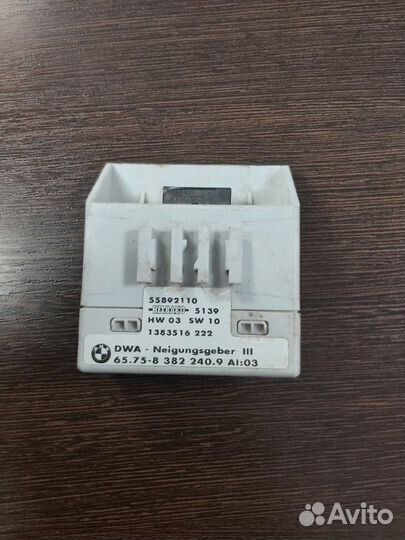 55892110
5139
HW 03 SW 10
1383516 222
DWA - Neigungsgeber III
65.75-8 382 240.9 AI:03
Avito